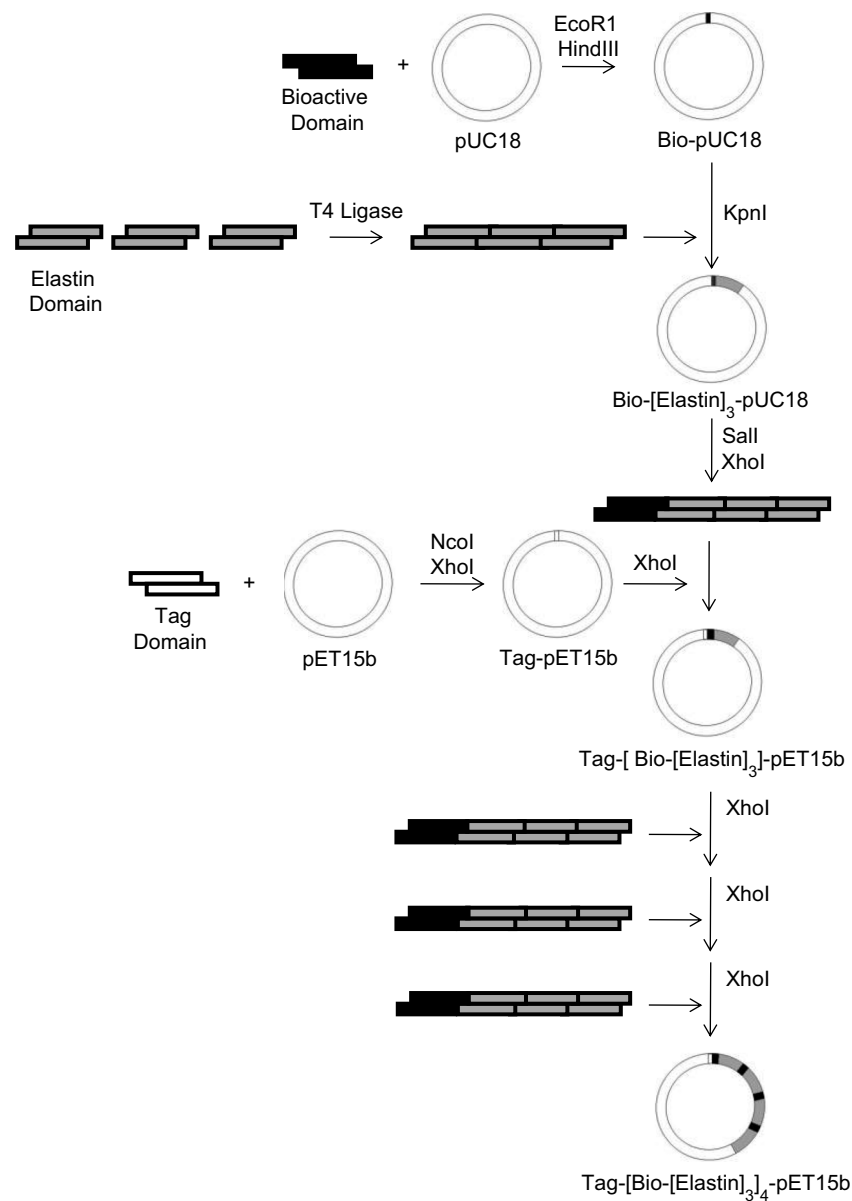 EcoR1
HindIII
+
Bioactive
Domain
pUC18
Bio-pUC18
T4 Ligase
KpnI
Elastin
Domain
Bio-[Elastin]3-pUC18
SalI
XhoI
NcoI
XhoI
XhoI
+
Tag
Domain
pET15b
Tag-pET15b
Tag-[ Bio-[Elastin]3]-pET15b
XhoI
XhoI
XhoI
Tag-[Bio-[Elastin]3]4-pET15b